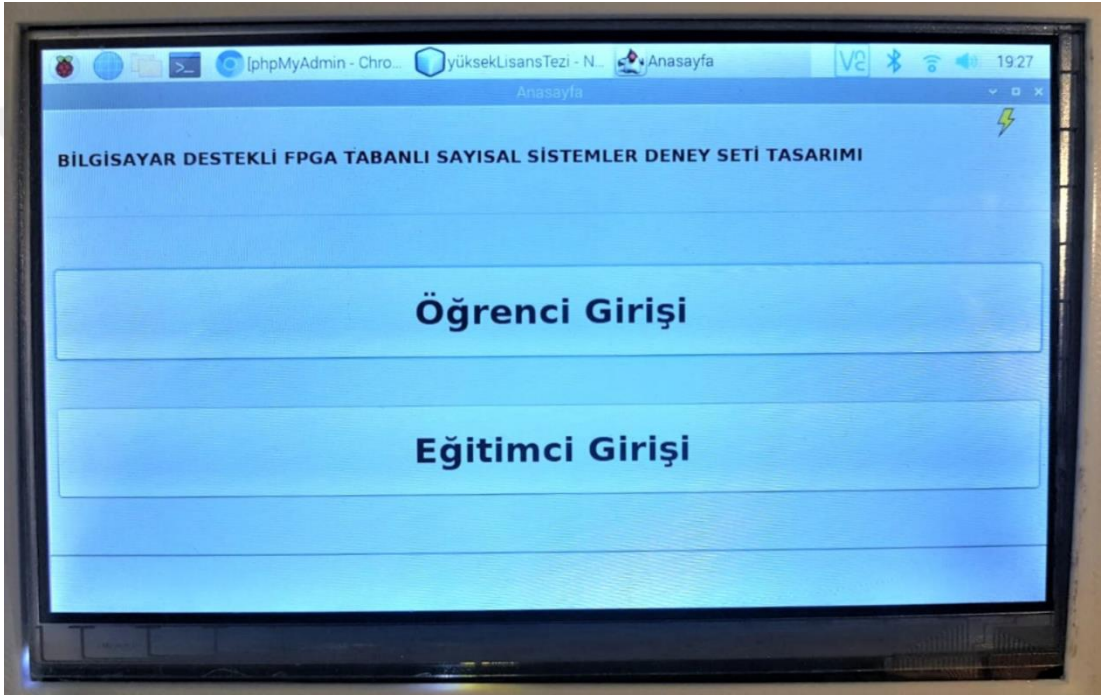 [phpMyAdmin - Chro... yüksekLisansTezi - N... Anasayfa 19:27
Anasayfa
BİLGİSAYAR DESTEKLİ FPGA TABANLI SAYISAL SİSTEMLER DENEY SETİ TASARIMI
Öğrenci Girişi
Eğitimci Girişi